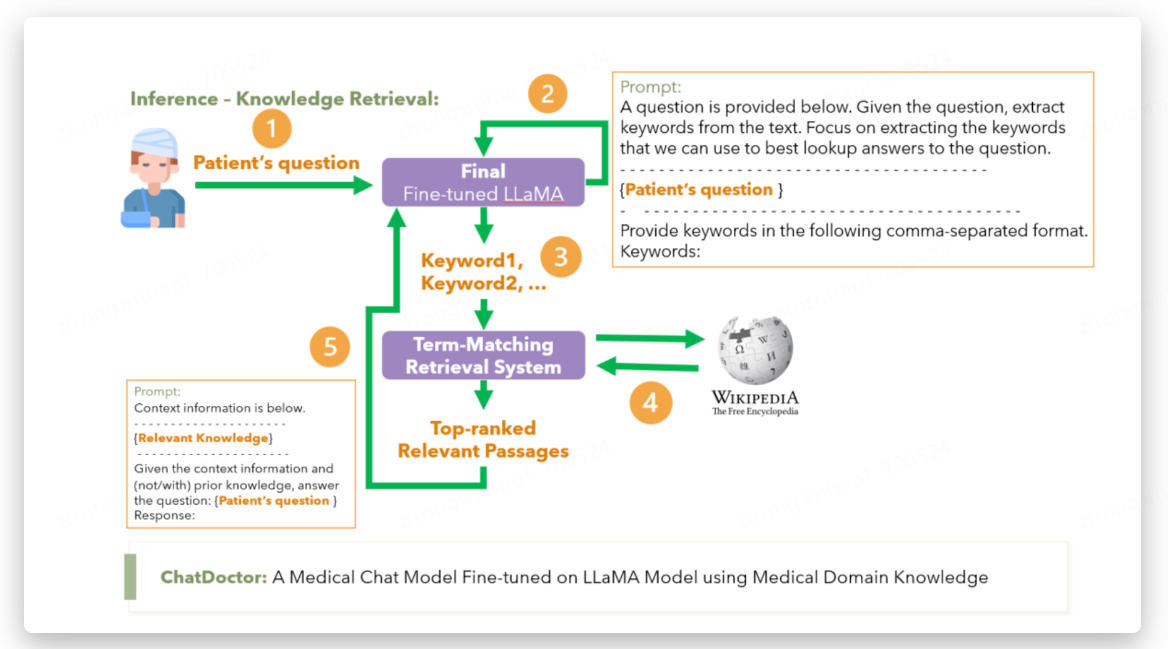 Inference – Knowledge Retrieval:
1
Patient's question
2
Final
Fine-tuned LLaMA
Prompt:
A question is provided below. Given the question, extract
keywords from the text. Focus on extracting the keywords
that we can use to best lookup answers to the question.
- - - - - - - - - - - - - - - - - - - - - - - - - - - - - - - - - - - - - -
{Patient's question }
- - - - - - - - - - - - - - - - - - - - - - - - - - - - - - - - - - - - - - - -
Provide keywords in the following comma-separated format.
Keywords:
Keyword1,
Keyword2, ...
3
Term-Matching
Retrieval System
4
WIKIPEDIA
The Free Encyclopedia
Top-ranked
Relevant Passages
5
Prompt:
Context information is below.
- - - - - - - - - - - - - - - - - - - - -
{Relevant Knowledge}
- - - - - - - - - - - - - - - - - - - - -
Given the context information and
(not/with) prior knowledge, answer
the question: {Patient's question }
Response:
ChatDoctor: A Medical Chat Model Fine-tuned on LLaMA Model using Medical Domain Knowledge